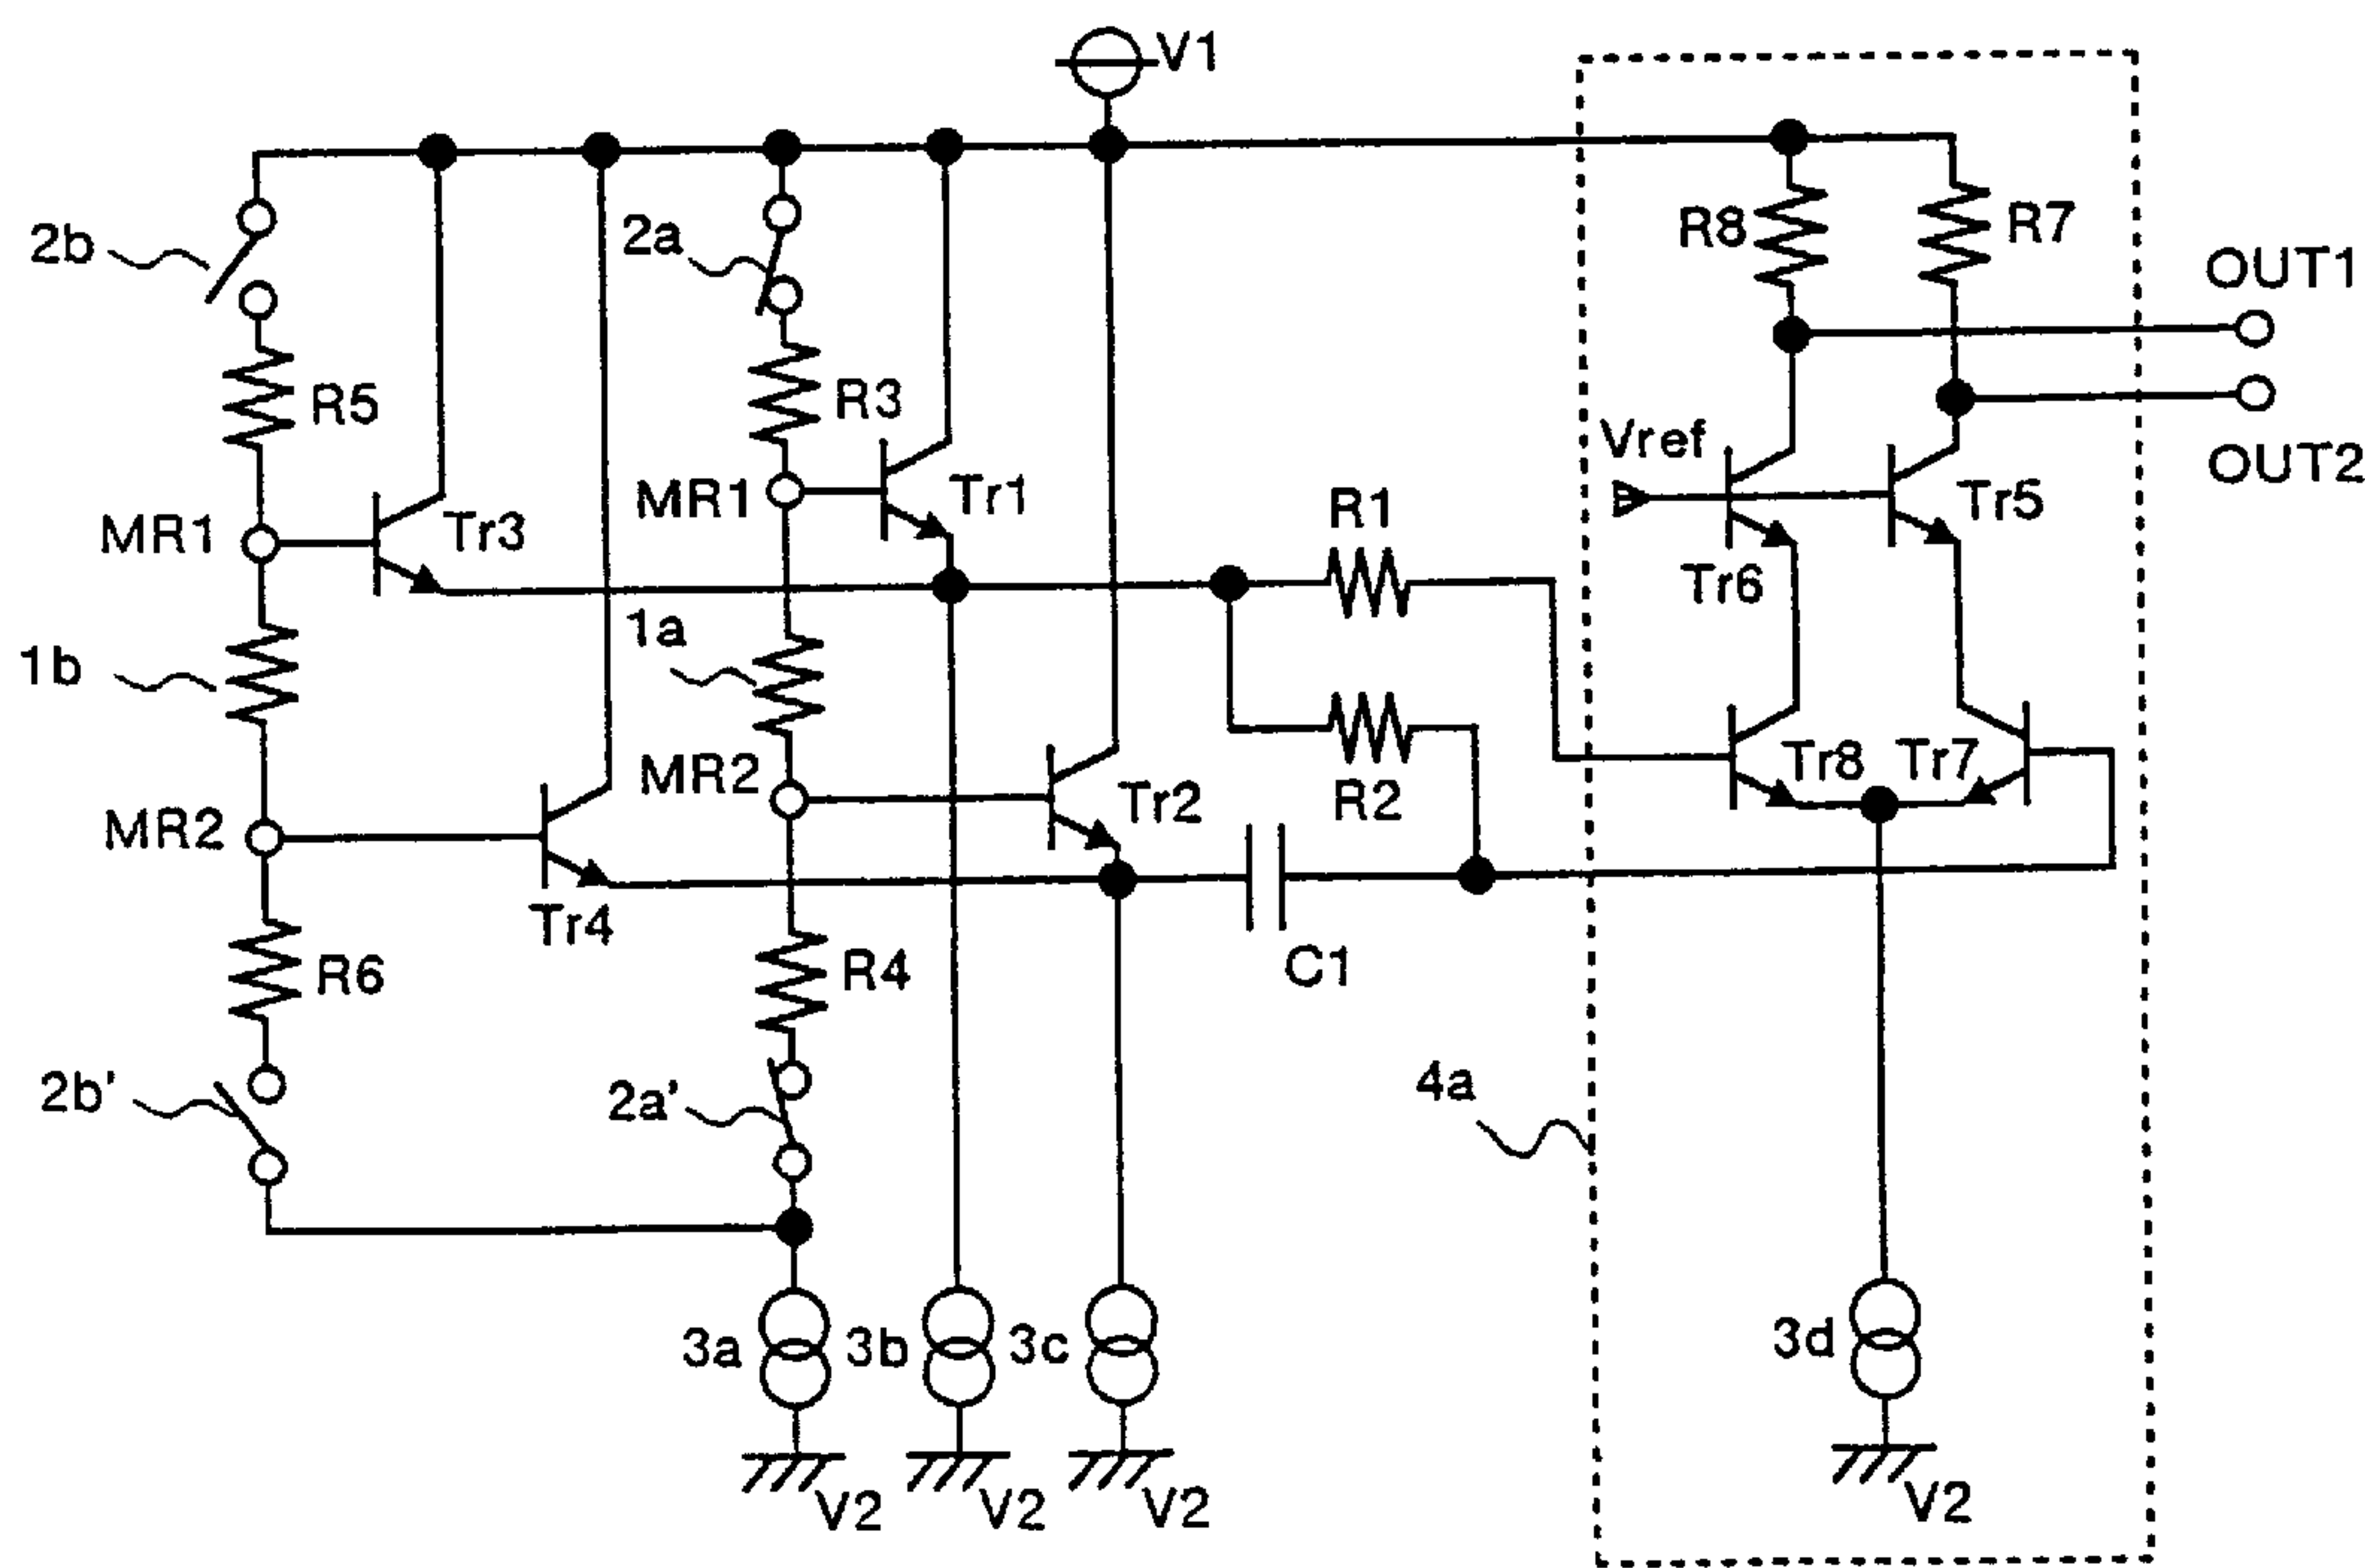 V1
2b
2a
R8
R7
OUT1
R5
R3
Vref
OUT2
MR1
Tr3
MR1
Tr1
R1
Tr5
Tr6
1b
1a
MR2
MR2
Tr2
R2
Tr8
Tr7
Tr4
R6
R4
C1
2b'
2a'
4a
3a
3b
3c
3d
V2
V2
V2
V2